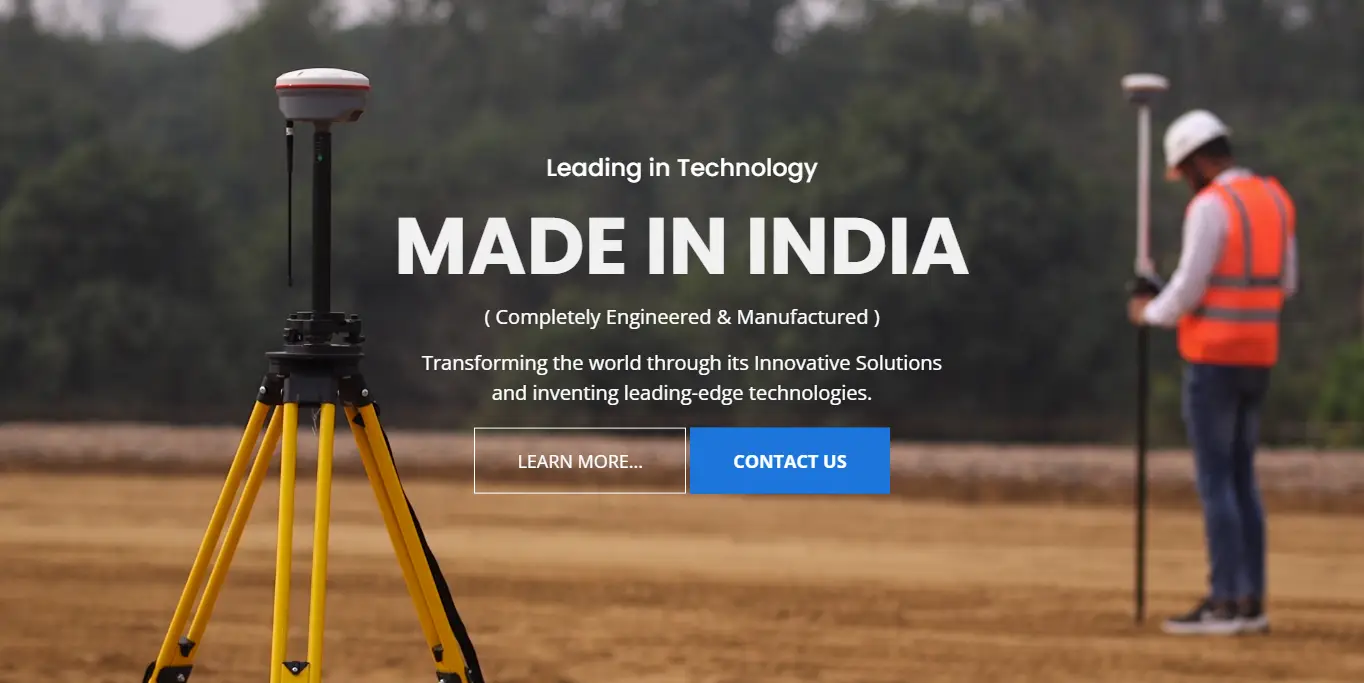 Leading in Technology
MADE IN INDIA
( Completely Engineered & Manufactured )
Transforming the world through its Innovative Solutions
and inventing leading-edge technologies.
LEARN MORE...
CONTACT US